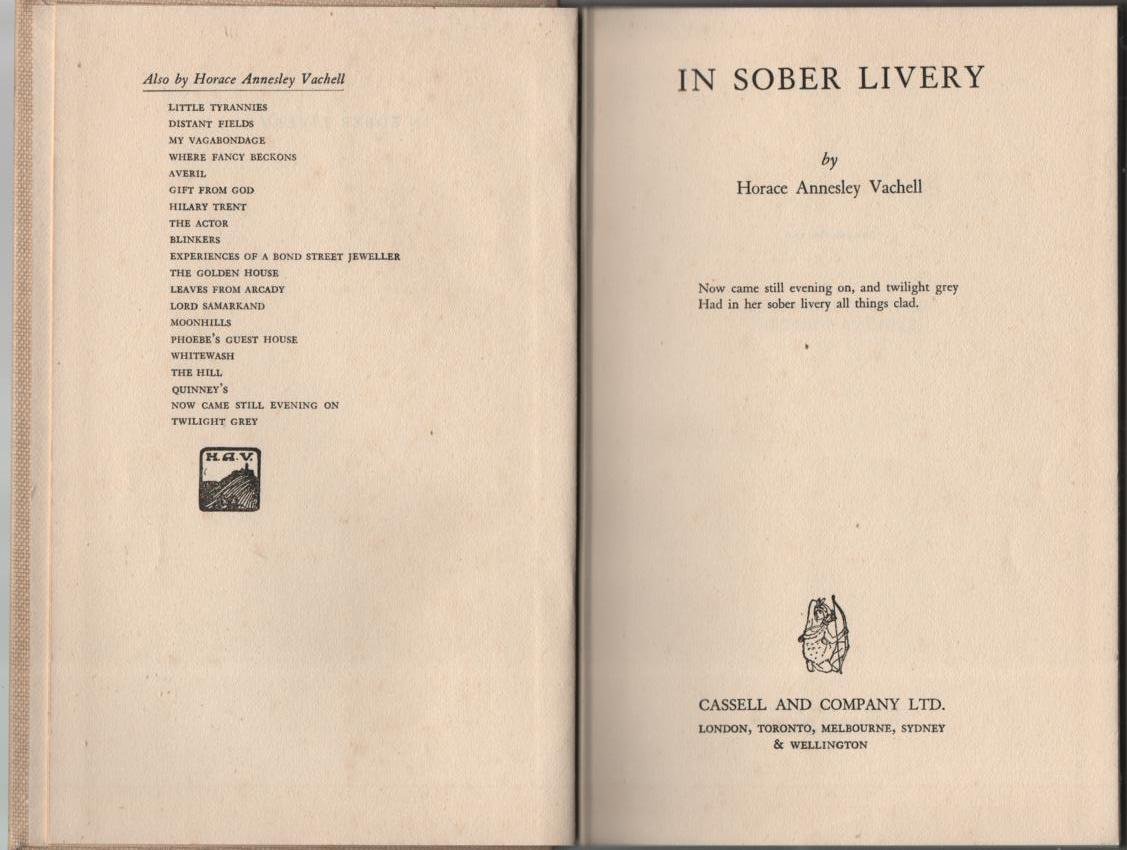 Also by Horace Annesley Vachell
LITTLE TYRANNIES
DISTANT FIELDS
MY VAGABONDAGE
WHERE FANCY BECKONS
AVERIL
GIFT FROM GOD
HILARY TRENT
THE ACTOR
BLINKERS
EXPERIENCES OF A BOND STREET JEWELLER
THE GOLDEN HOUSE
LEAVES FROM ARCADY
LORD SAMARKAND
MOONHILLS
PHOEBE'S GUEST HOUSE
WHITEWASH
THE HILL
QUINNEY'S
NOW CAME STILL EVENING ON
TWILIGHT GREY
H.A.V.
IN SOBER LIVERY
by
Horace Annesley Vachell
Now came still evening on, and twilight grey
Had in her sober livery all things clad.
CASSELL AND COMPANY LTD.
LONDON, TORONTO, MELBOURNE, SYDNEY
& WELLINGTON